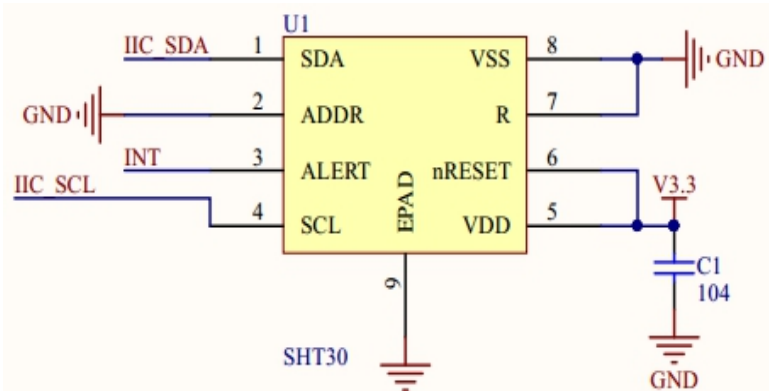 U1
IIC_SDA 1 SDA VSS 8 GND
GND 2 ADDR R 7
INT 3 ALERT nRESET 6 V3.3
IIC_SCL 4 SCL EPAD VDD 5
C1
104
9
SHT30
GND